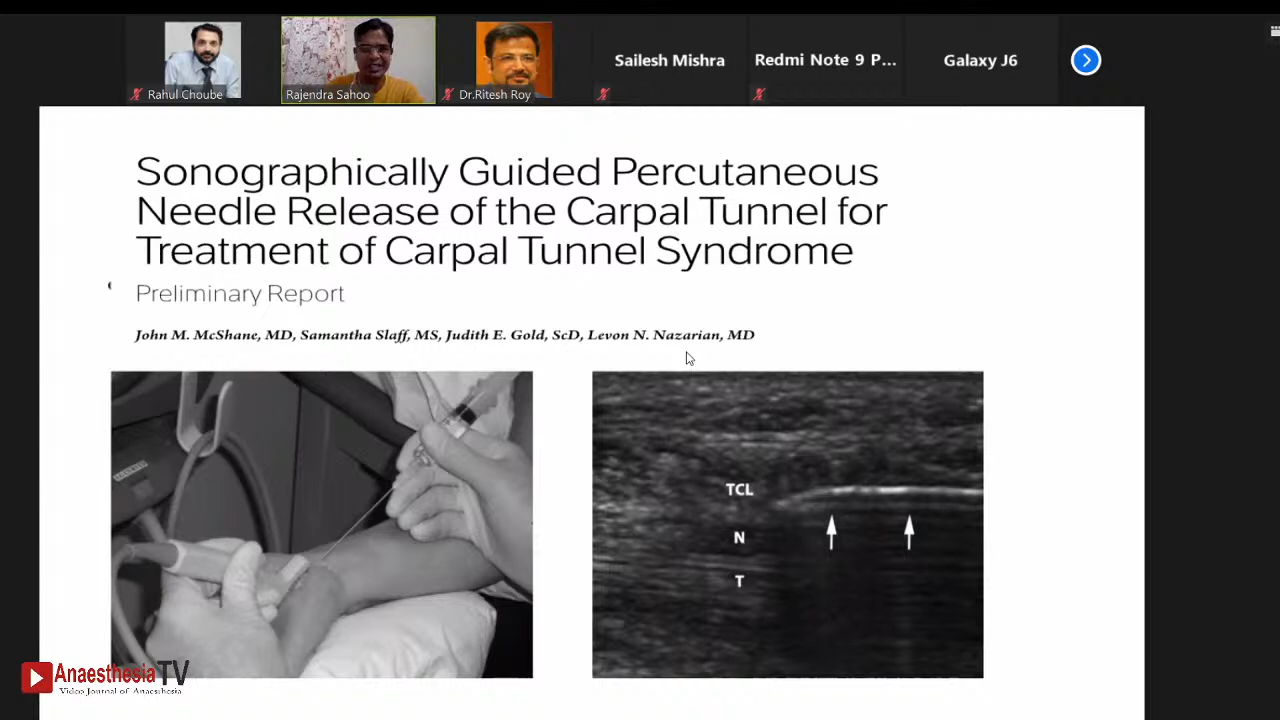 Rahul Choube
Rajendra Sahoo
Dr.Ritesh Roy
Sailesh Mishra
Redmi Note 9 P...
Galaxy J6
Sonographically Guided Percutaneous
Needle Release of the Carpal Tunnel for
Treatment of Carpal Tunnel Syndrome
Preliminary Report
John M. McShane, MD, Samantha Slaff, MS, Judith E. Gold, ScD, Levon N. Nazarian, MD
TCL
N
T
AnaesthesiaTV
Video Journal of Anaesthesia